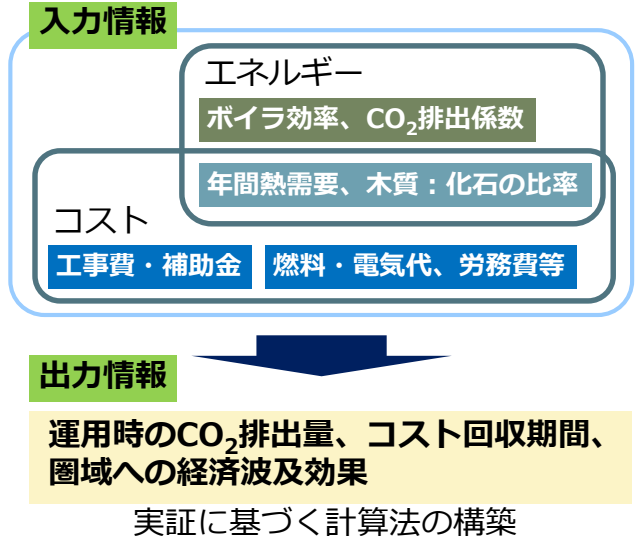 入力情報
エネルギー
ボイラ効率、CO₂排出係数
年間熱需要、木質：化石の比率
コスト
工事費・補助金
燃料・電気代、労務費等
出力情報
運用時のCO₂排出量、コスト回収期間、
圏域への経済波及効果
実証に基づく計算法の構築